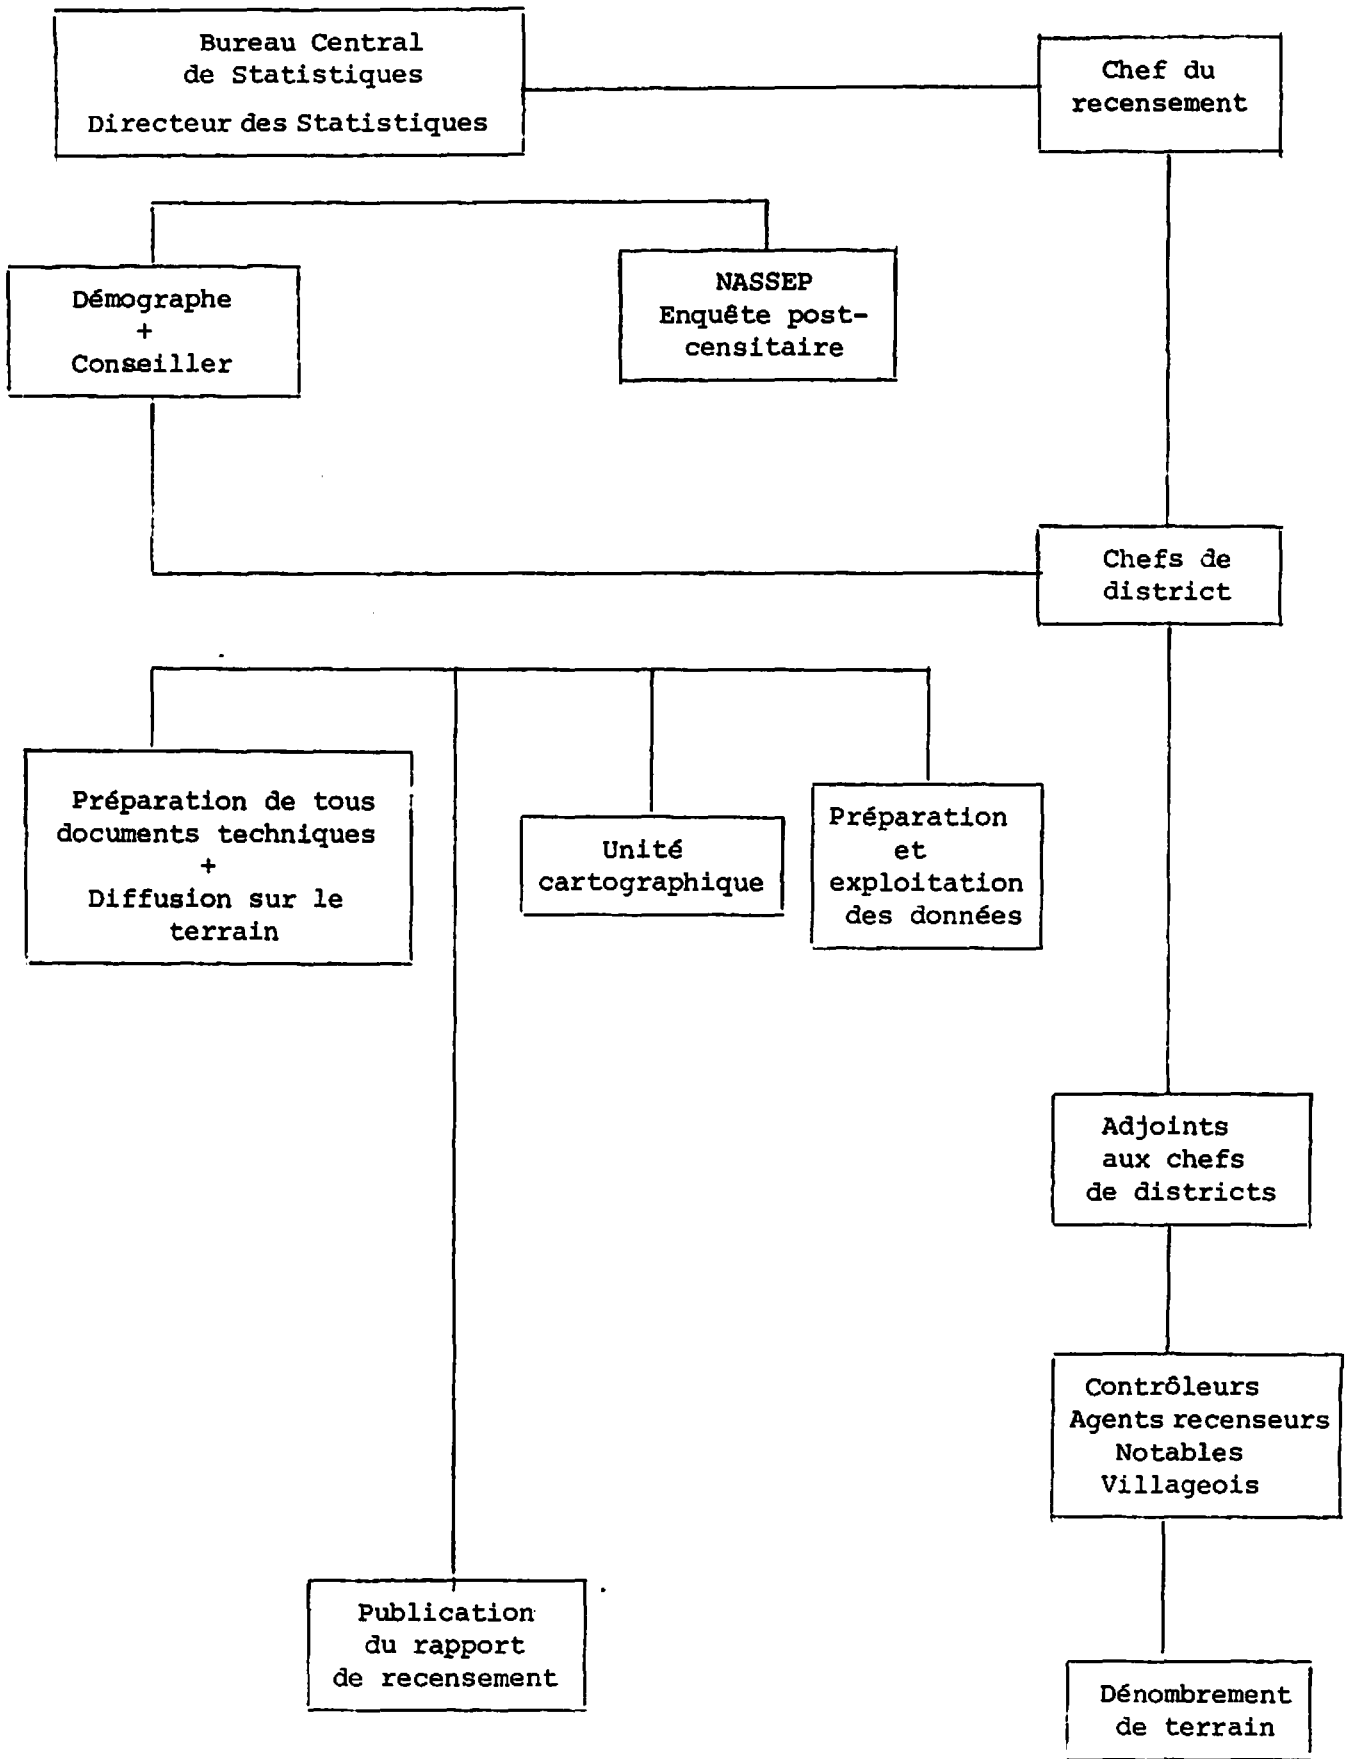 Bureau Central
de Statistiques
Directeur des Statistiques
Chef du
recensement
Démographe
+
Conseiller
NASSEP
Enquête post-
censitaire
Chefs de
district
Préparation de tous
documents techniques
+
Diffusion sur le
terrain
Unité
cartographique
Préparation
et
exploitation
des données
Adjoints
aux chefs
de districts
Contrôleurs
Agents recenseurs
Notables
Villageois
Publication
du rapport
de recensement
Dénombrement
de terrain